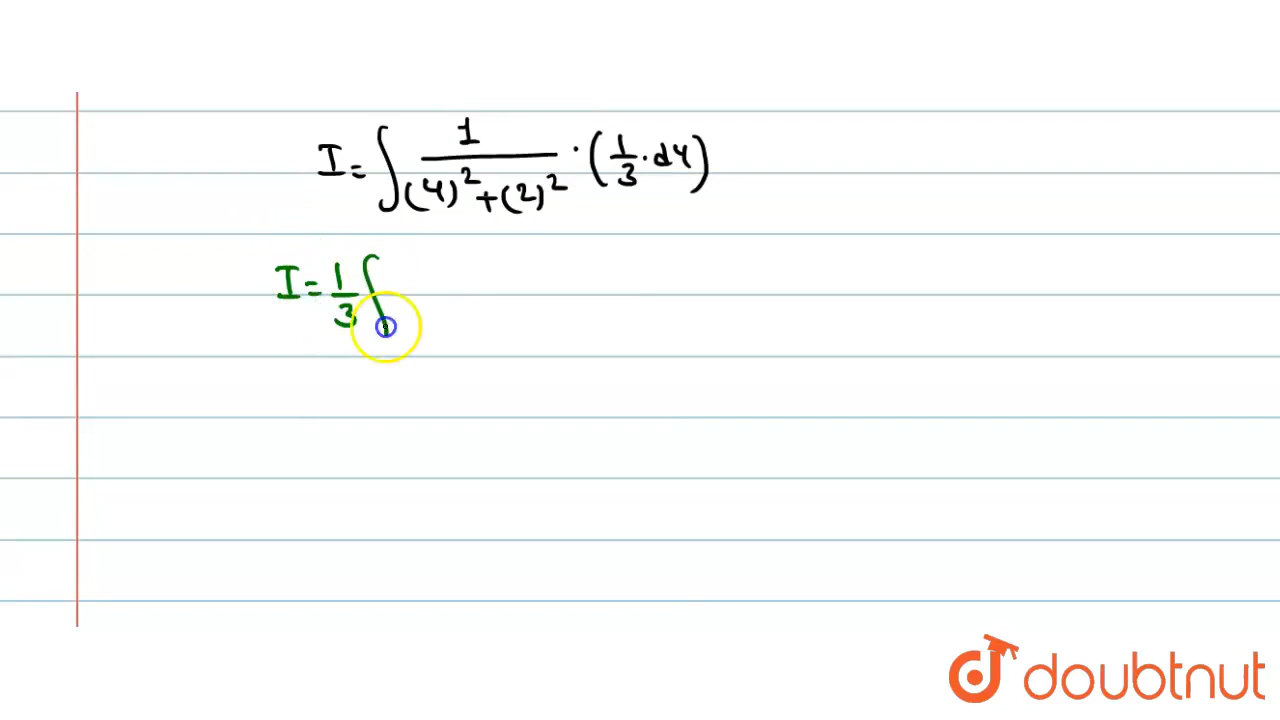 I = ∫ 1/((y)² + (2)²) · (1/3 · dy)
I = 1/3 ∫
doubtnut